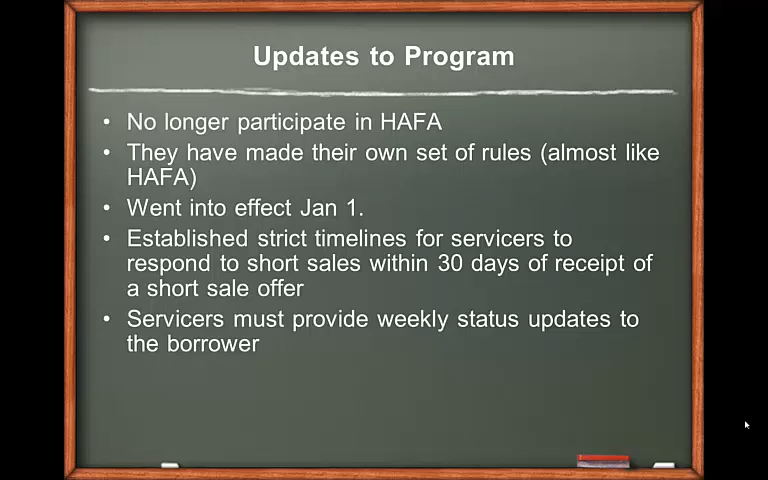 Updates to Program
• No longer participate in HAFA
• They have made their own set of rules (almost like
HAFA)
• Went into effect Jan 1.
• Established strict timelines for servicers to
respond to short sales within 30 days of receipt of
a short sale offer
• Servicers must provide weekly status updates to
the borrower